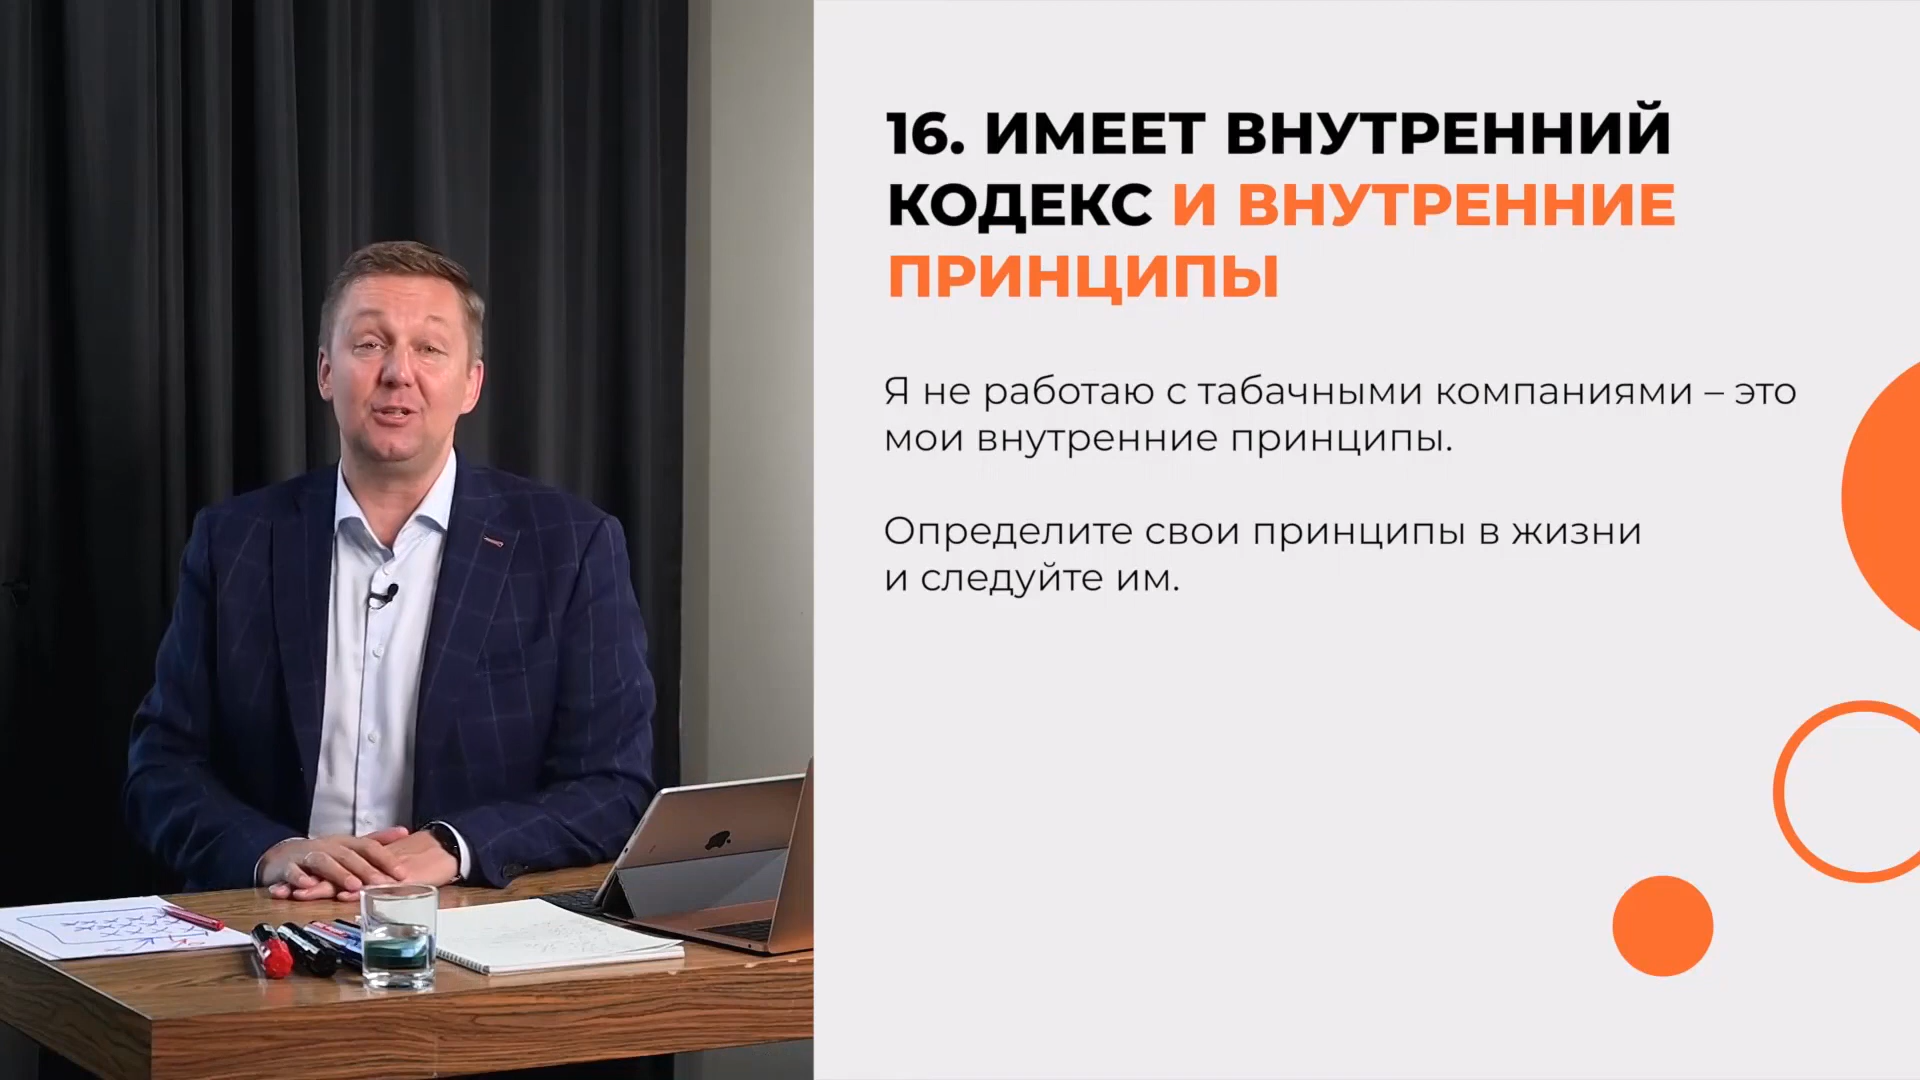 16. ИМЕЕТ ВНУТРЕННИЙ
КОДЕКС И ВНУТРЕННИЕ
ПРИНЦИПЫ
Я не работаю с табачными компаниями – это
мои внутренние принципы.
Определите свои принципы в жизни
и следуйте им.